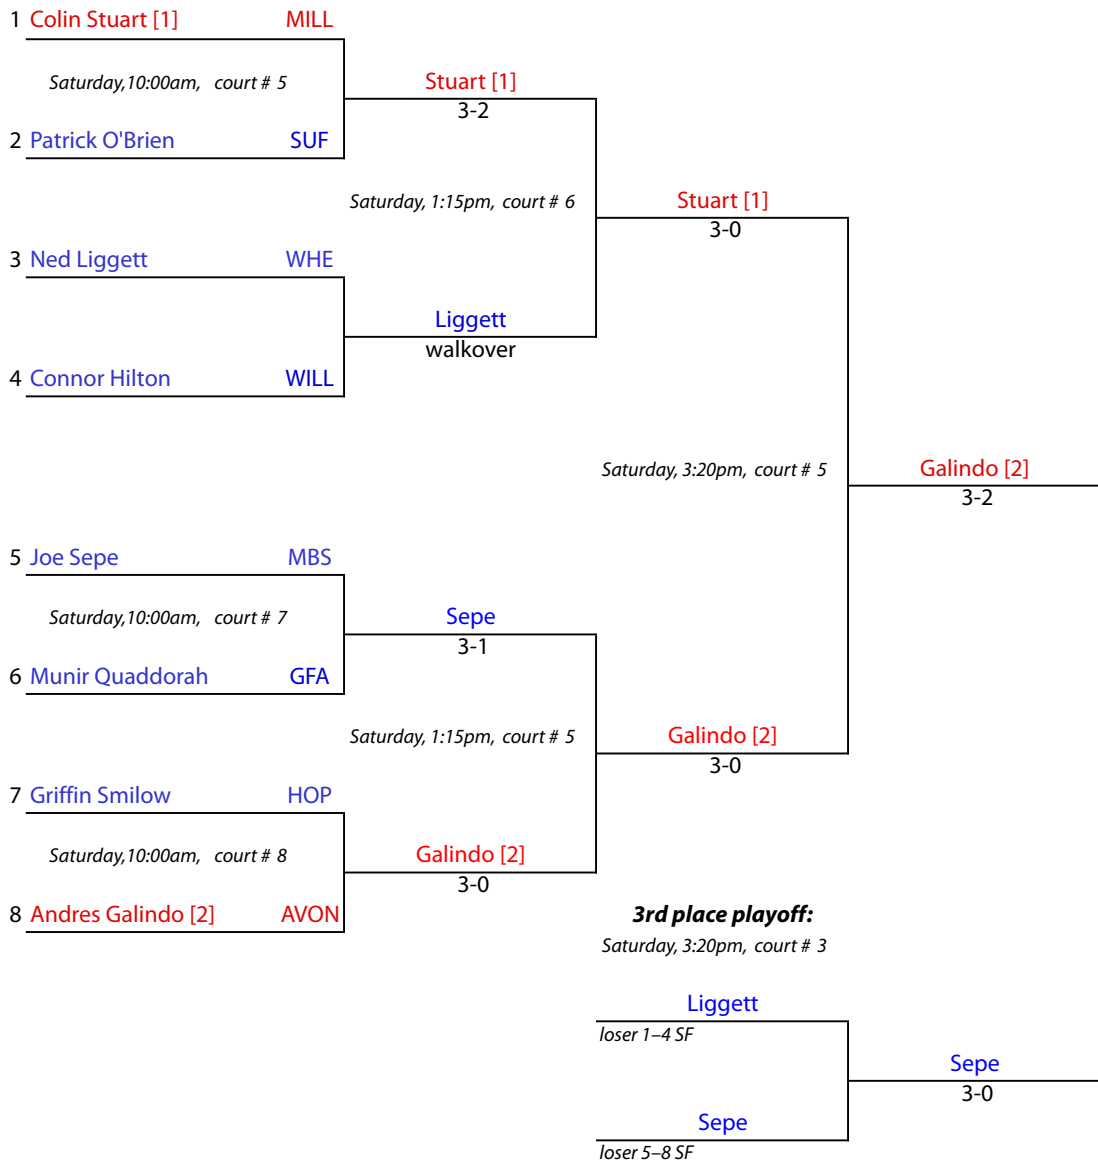 1 Colin Stuart [1] MILL
Saturday,10:00am, court # 5
Stuart [1]
3-2
2 Patrick O'Brien SUF
Saturday, 1:15pm, court # 6
Stuart [1]
3-0
3 Ned Liggett WHE
Liggett
walkover
4 Connor Hilton WILL
Saturday, 3:20pm, court # 5
Galindo [2]
3-2
5 Joe Sepe MBS
Saturday,10:00am, court # 7
Sepe
3-1
6 Munir Quaddorah GFA
Saturday, 1:15pm, court # 5
Galindo [2]
3-0
7 Griffin Smilow HOP
Saturday,10:00am, court # 8
Galindo [2]
3-0
8 Andres Galindo [2] AVON
3rd place playoff:
Saturday, 3:20pm, court # 3
Liggett
loser 1–4 SF
Sepe
3-0
Sepe
loser 5–8 SF